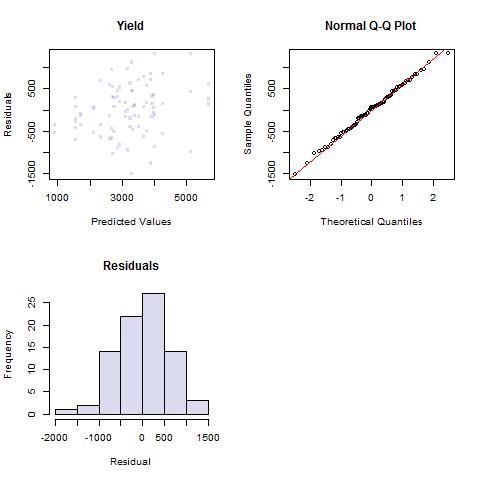 Yield
Residuals
500
-500
-1500
1000 3000 5000
Predicted Values
Normal Q-Q Plot
Sample Quantiles
500
-500
-1500
-2 -1 0 1 2
Theoretical Quantiles
Residuals
Frequency
25
20
15
10
5
0
-2000 -1000 0 500 1500
Residual